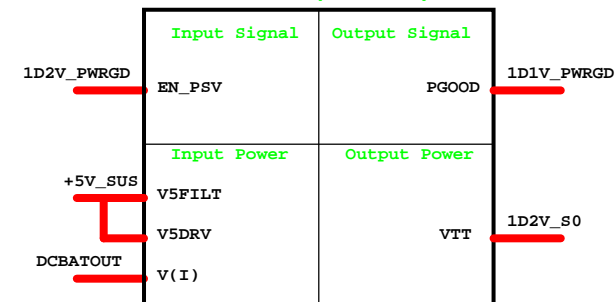 Input Signal Output Signal
1D2V_PWRGD EN_PSV PGOOD 1D1V_PWRGD
Input Power Output Power
+5V_SUS V5FILT
V5DRV VTT 1D2V_S0
DCBATOUT V(I)